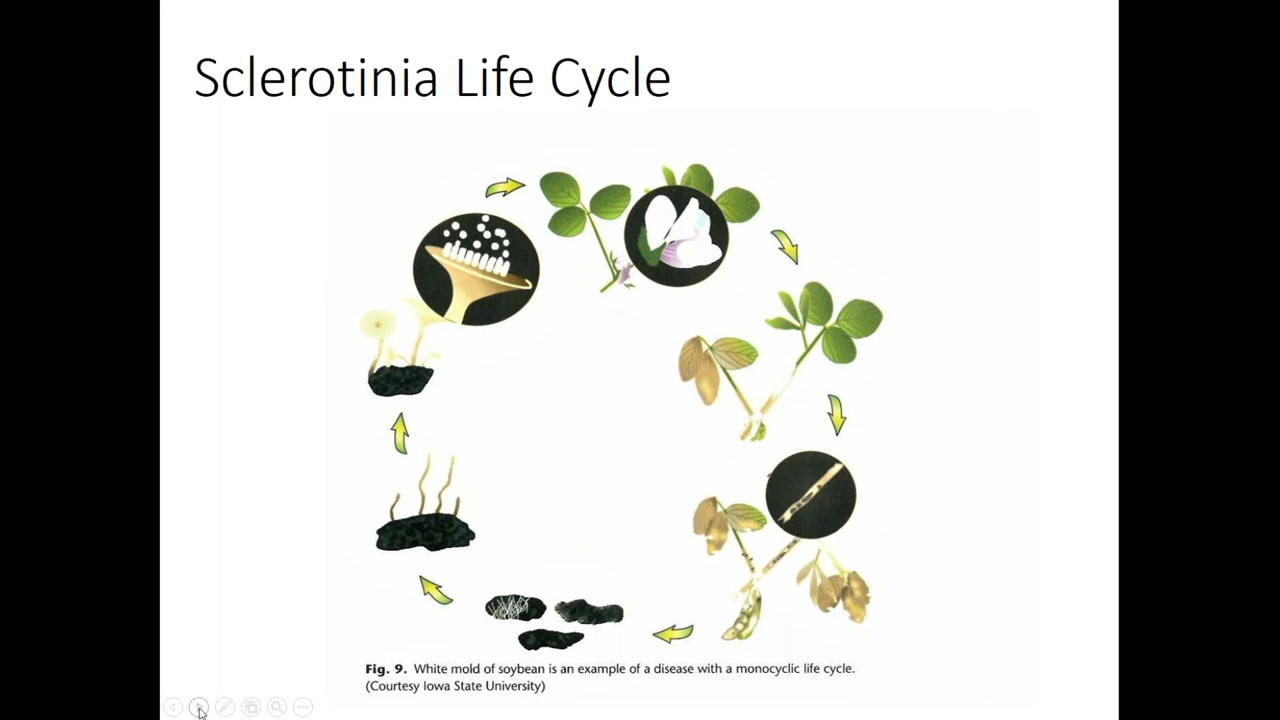 Sclerotinia Life Cycle
Fig. 9. White mold of soybean is an example of a disease with a monocyclic life cycle.
(Courtesy Iowa State University)